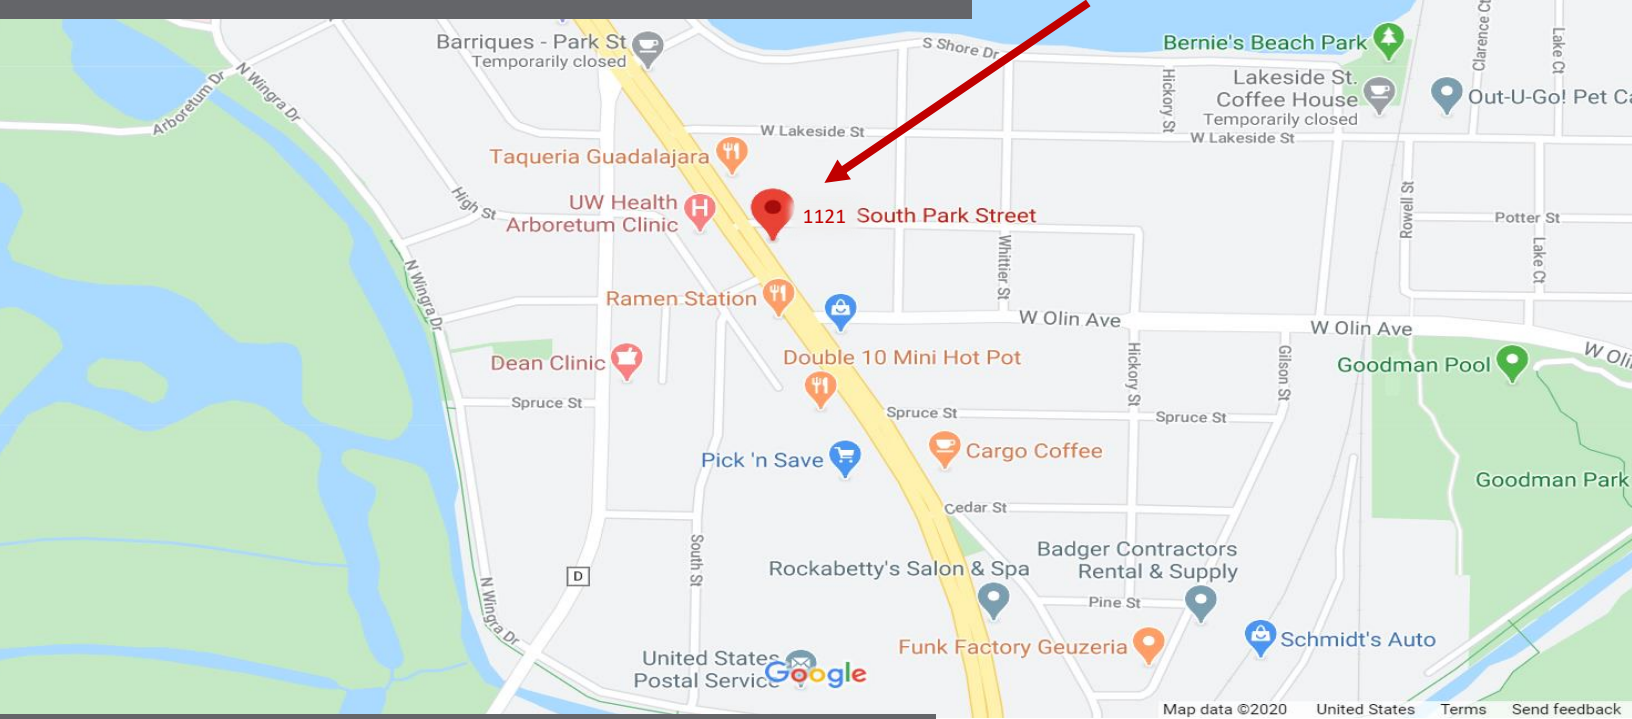 Barriques - Park St
Temporarily closed
S Shore Dr
Bernie's Beach Park
Clarence Ct
Lake Ct
Lakeside St.
Coffee House
Temporarily closed
Out-U-Go! Pet Ca
Hickory St
N Wingra Dr
Arboretum Dr
W Lakeside St
W Lakeside St
Taqueria Guadalajara
UW Health
Arboretum Clinic
H
1121 South Park Street
High St
Rowell St
Potter St
Whittier St
Lake Ct
N Wingra Dr
Ramen Station
W Olin Ave
W Olin Ave
W Oli
Dean Clinic
Double 10 Mini Hot Pot
Hickory St
Gilson St
Goodman Pool
Spruce St
Spruce St
Spruce St
Pick 'n Save
Cargo Coffee
Goodman Park
Cedar St
South St
Badger Contractors
Rental & Supply
Rockabetty's Salon & Spa
D
N Wingra Dr
Pine St
Funk Factory Geuzeria
Schmidt's Auto
United States
Postal Service
Google
Map data ©2020 United States Terms Send feedback